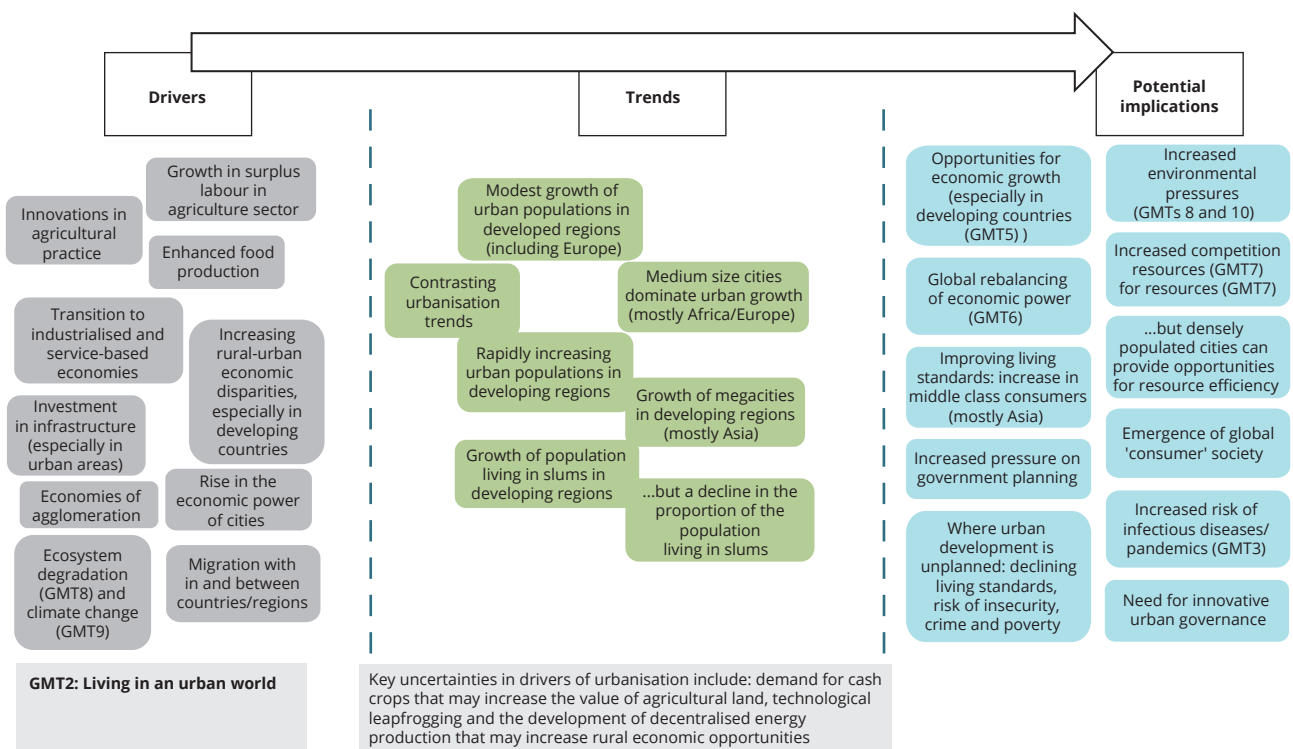 Drivers
Trends
Potential
implications
Growth in surplus
labour in
agriculture sector
Innovations in
agricultural
practice
Enhanced food
production
Transition to
industrialised and
service-based
economies
Increasing
rural-urban
economic
disparities,
especially in
developing
countries
Investment
in infrastructure
(especially in
urban areas)
Economies of
agglomeration
Rise in the
economic power
of cities
Ecosystem
degradation
(GMT8) and
climate change
(GMT9)
Migration with
in and between
countries/regions
Modest growth of
urban populations in
developed regions
(including Europe)
Contrasting
urbanisation
trends
Medium size cities
dominate urban growth
(mostly Africa/Europe)
Rapidly increasing
urban populations in
developing regions
Growth of megacities
in developing regions
(mostly Asia)
Growth of population
living in slums in
developing regions
...but a decline in the
proportion of the
population
living in slums
Opportunities for
economic growth
(especially in
developing countries
(GMT5) )
Global rebalancing
of economic power
(GMT6)
Improving living
standards: increase in
middle class consumers
(mostly Asia)
Increased pressure on
government planning
Where urban
development is
unplanned: declining
living standards,
risk of insecurity,
crime and poverty
Increased
environmental
pressures
(GMTs 8 and 10)
Increased competition
resources (GMT7)
for resources (GMT7)
...but densely
populated cities can
provide opportunities
for resource efficiency
Emergence of global
'consumer' society
Increased risk of
infectious diseases/
pandemics (GMT3)
Need for innovative
urban governance
GMT2: Living in an urban world
Key uncertainties in drivers of urbanisation include: demand for cash
crops that may increase the value of agricultural land, technological
leapfrogging and the development of decentralised energy
production that may increase rural economic opportunities